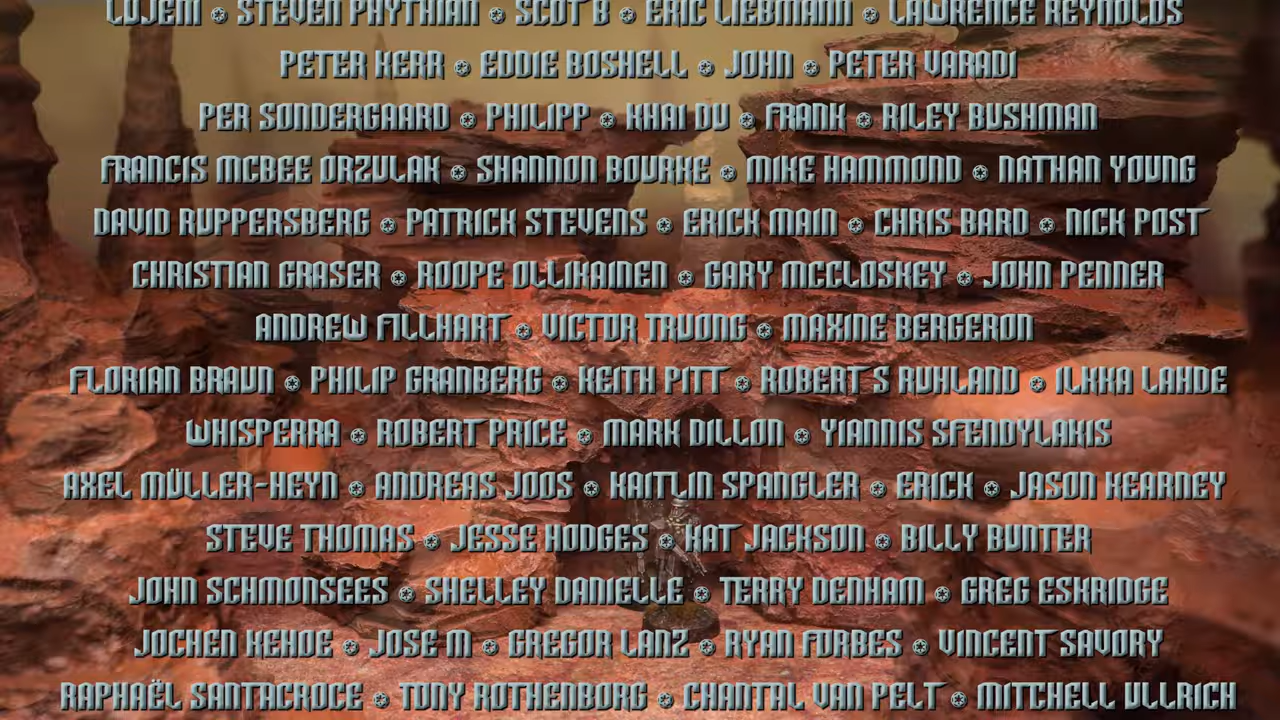 LUJEM ⚙ STEVEN PHYTHIAN ⚙ SCOT B ⚙ ERIC LIEBMANN ⚙ LAWRENCE REYNOLDS
PETER KERR ⚙ EDDIE BOSHELL ⚙ JOHN ⚙ PETER VARADI
PER SONDERGAARD ⚙ PHILIPP ⚙ KHAI DU ⚙ FRANK ⚙ RILEY BUSHMAN
FRANCIS MCBEE ORZULAK ⚙ SHANNON BOURKE ⚙ MIKE HAMMOND ⚙ NATHAN YOUNG
DAVID RUPPERSBERG ⚙ PATRICK STEVENS ⚙ ERICK MAIN ⚙ CHRIS BARD ⚙ NICK POST
CHRISTIAN GRASER ⚙ ROOPE OLLIKAINEN ⚙ GARY MCCLOSKEY ⚙ JOHN PENNER
ANDREW FILLHART ⚙ VICTOR TRUONG ⚙ MAXINE BERGERON
FLORIAN BRAUN ⚙ PHILIP GRANBERG ⚙ KEITH PITT ⚙ ROBERT S RUHLAND ⚙ ILKKA LAHDE
WHISPERRA ⚙ ROBERT PRICE ⚙ MARK DILLON ⚙ YIANNIS SFENDYLAKIS
AXEL MÜLLER-HEYN ⚙ ANDREAS JOOS ⚙ KAITLIN SPANGLER ⚙ ERICK ⚙ JASON KEARNEY
STEVE THOMAS ⚙ JESSE HODGES ⚙ KAT JACKSON ⚙ BILLY BUNTER
JOHN SCHMONSEES ⚙ SHELLEY DANIELLE ⚙ TERRY DENHAM ⚙ GREG ESKRIDGE
JOCHEN KEHOE ⚙ JOSE M ⚙ GREGOR LANZ ⚙ RYAN FORBES ⚙ VINCENT SAVORY
RAPHAËL SANTACROCE ⚙ TONY ROTHENBORG ⚙ CHANTAL VAN PELT ⚙ MITCHELL ULLRICH